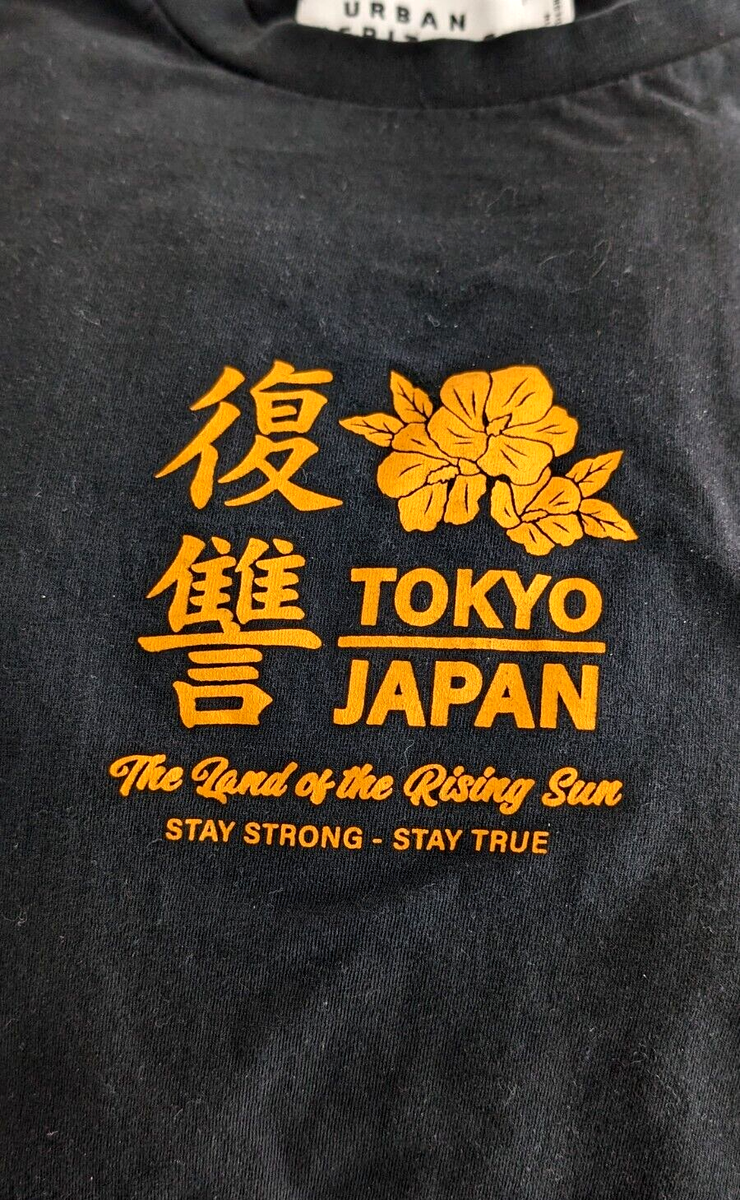 URBAN
復
讐
TOKYO
JAPAN
The Land of the Rising Sun
STAY STRONG - STAY TRUE